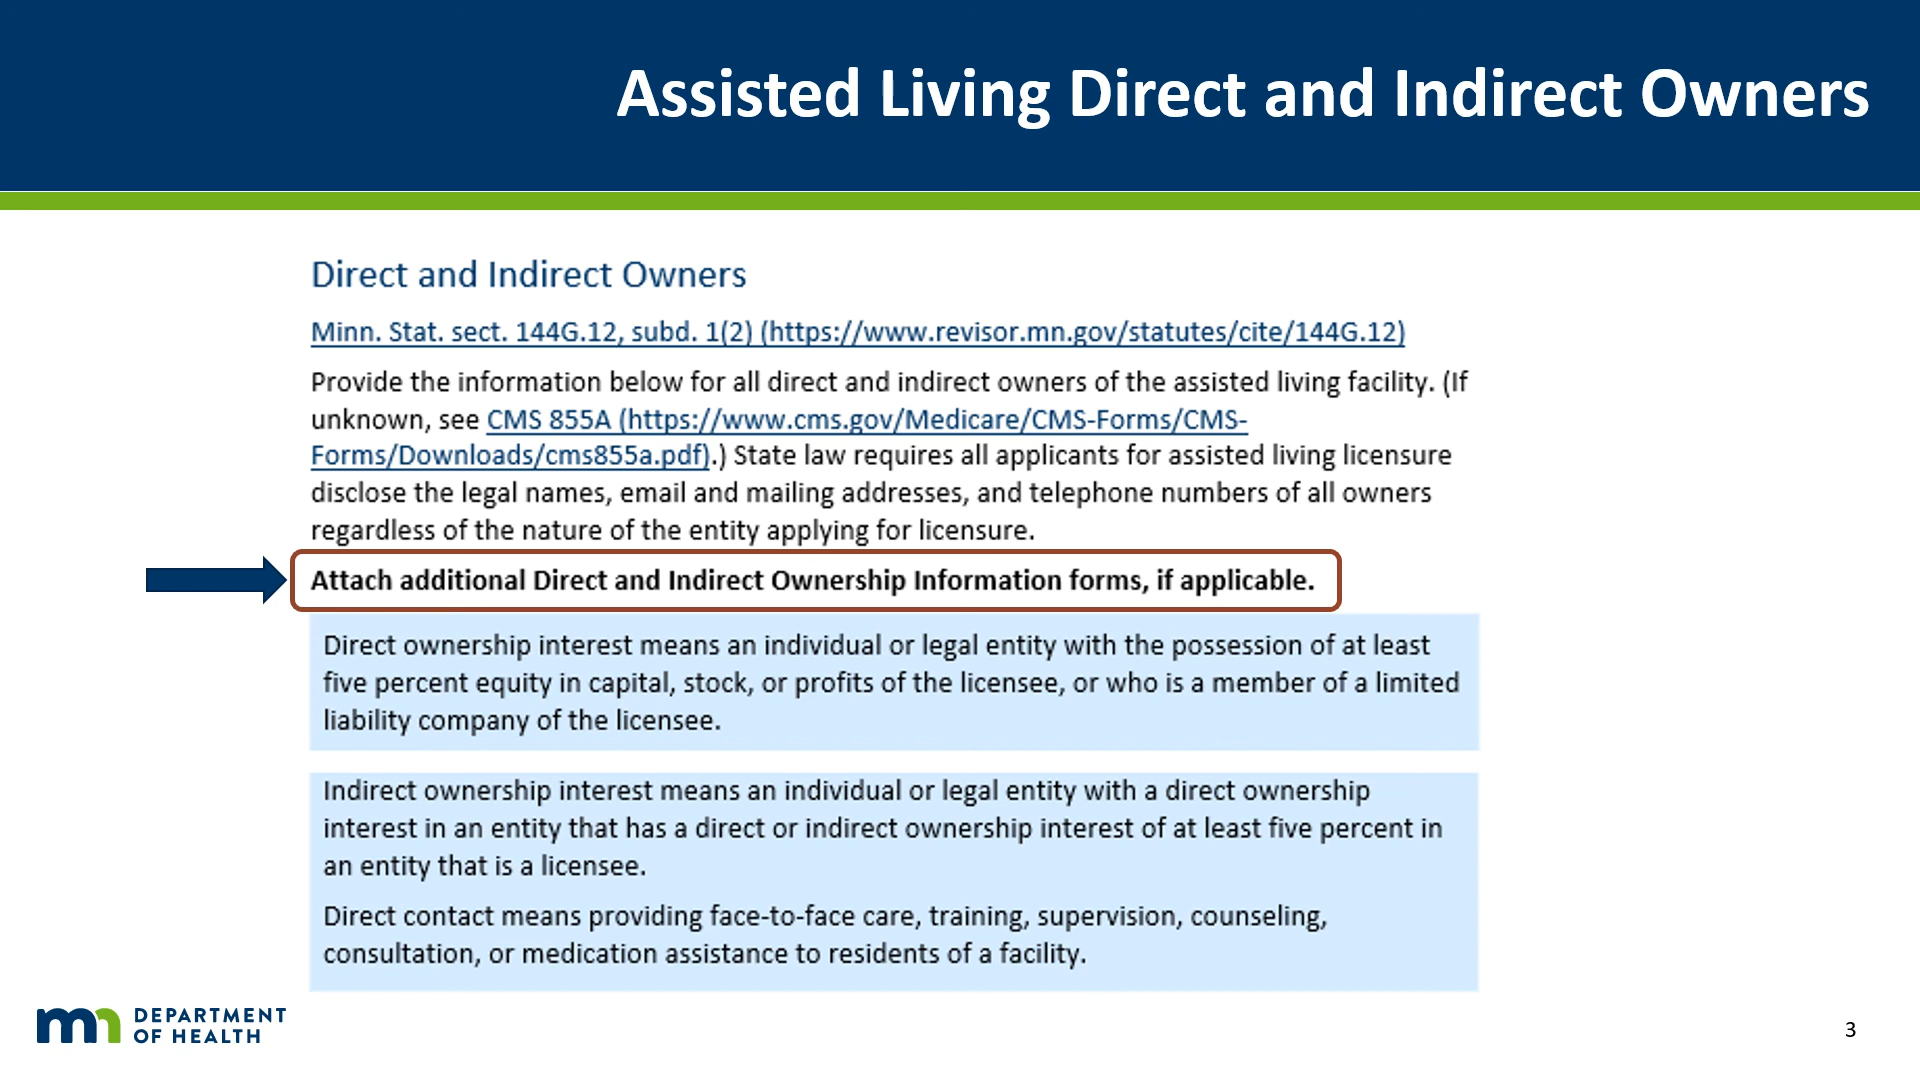 Assisted Living Direct and Indirect Owners
Direct and Indirect Owners
Minn. Stat. sect. 144G.12, subd. 1(2) (https://www.revisor.mn.gov/statutes/cite/144G.12)
Provide the information below for all direct and indirect owners of the assisted living facility. (If
unknown, see CMS 855A (https://www.cms.gov/Medicare/CMS-Forms/CMS-
Forms/Downloads/cms855a.pdf).) State law requires all applicants for assisted living licensure
disclose the legal names, email and mailing addresses, and telephone numbers of all owners
regardless of the nature of the entity applying for licensure.
Attach additional Direct and Indirect Ownership Information forms, if applicable.
Direct ownership interest means an individual or legal entity with the possession of at least
five percent equity in capital, stock, or profits of the licensee, or who is a member of a limited
liability company of the licensee.
Indirect ownership interest means an individual or legal entity with a direct ownership
interest in an entity that has a direct or indirect ownership interest of at least five percent in
an entity that is a licensee.
Direct contact means providing face-to-face care, training, supervision, counseling,
consultation, or medication assistance to residents of a facility.
mn DEPARTMENT
OF HEALTH
3